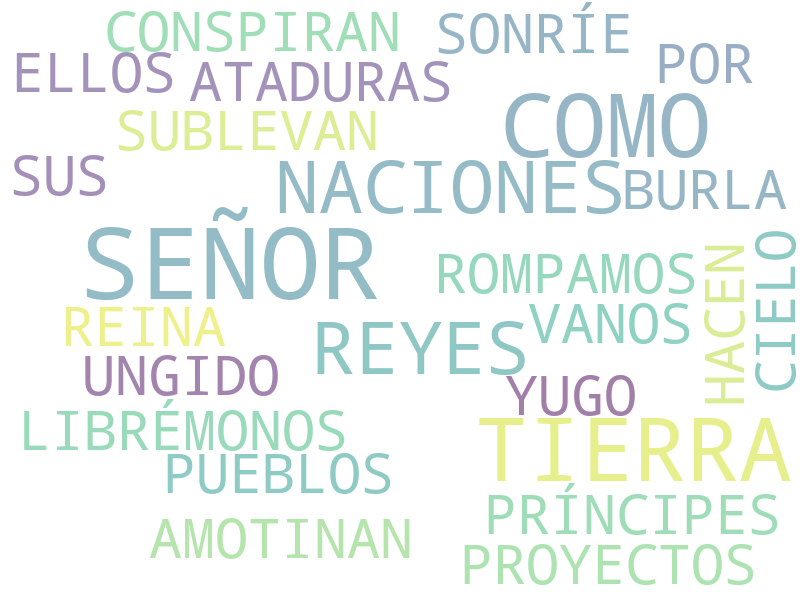 CONSPIRAN
SONRÍE
ELLOS
ATADURAS
POR
SUBLEVAN
COMO
SUS
NACIONES
BURLA
SEÑOR
ROMPAMOS
HACEN
CIELO
REINA
REYES
VANOS
UNGIDO
YUGO
LIBRÉMONOS
TIERRA
PUEBLOS
PRÍNCIPES
AMOTINAN
PROYECTOS